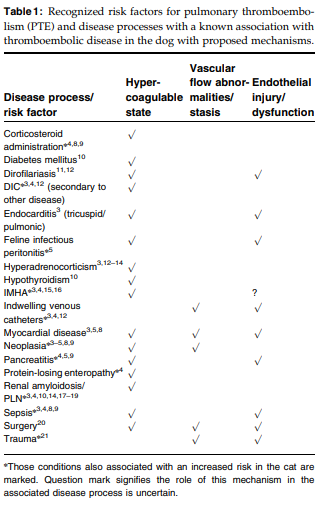 Table 1: Recognized risk factors for pulmonary thromboembo-
lism (PTE) and disease processes with a known association with
thromboembolic disease in the dog with proposed mechanisms.
Disease process/ risk factor Hyper- coagulable state Vascular flow abnor- malities/ stasis Endothelial injury/ dysfunction
Corticosteroid
administration*4,8,9 ✓
Diabetes mellitus10 ✓
Dirofilariasis11,12 ✓ ✓
DIC*3,4,12 (secondary to ✓
other disease)
Endocarditis3 (tricuspid/ ✓ ✓
pulmonic)
Feline infectious ✓ ✓
peritonitis*5
Hyperadrenocorticism3,12–14 ✓
Hypothyroidism10 ✓
IMHA*3,4,15,16 ✓ ?
Indwelling venous ✓ ✓
catheters*3,4,12
Myocardial disease3,5,8 ✓ ✓ ✓
Neoplasia*3–5,8,9 ✓ ✓
Pancreatitis*4,5,9 ✓ ✓
Protein-losing enteropathy*4 ✓
Renal amyloidosis/ ✓
PLN*3,4,10,14,17–19
Sepsis*3,4,8,9 ✓ ✓
Surgery20 ✓ ✓ ✓
Trauma*21 ✓ ✓
*Those conditions also associated with an increased risk in the cat are
marked. Question mark signifies the role of this mechanism in the
associated disease process is uncertain.